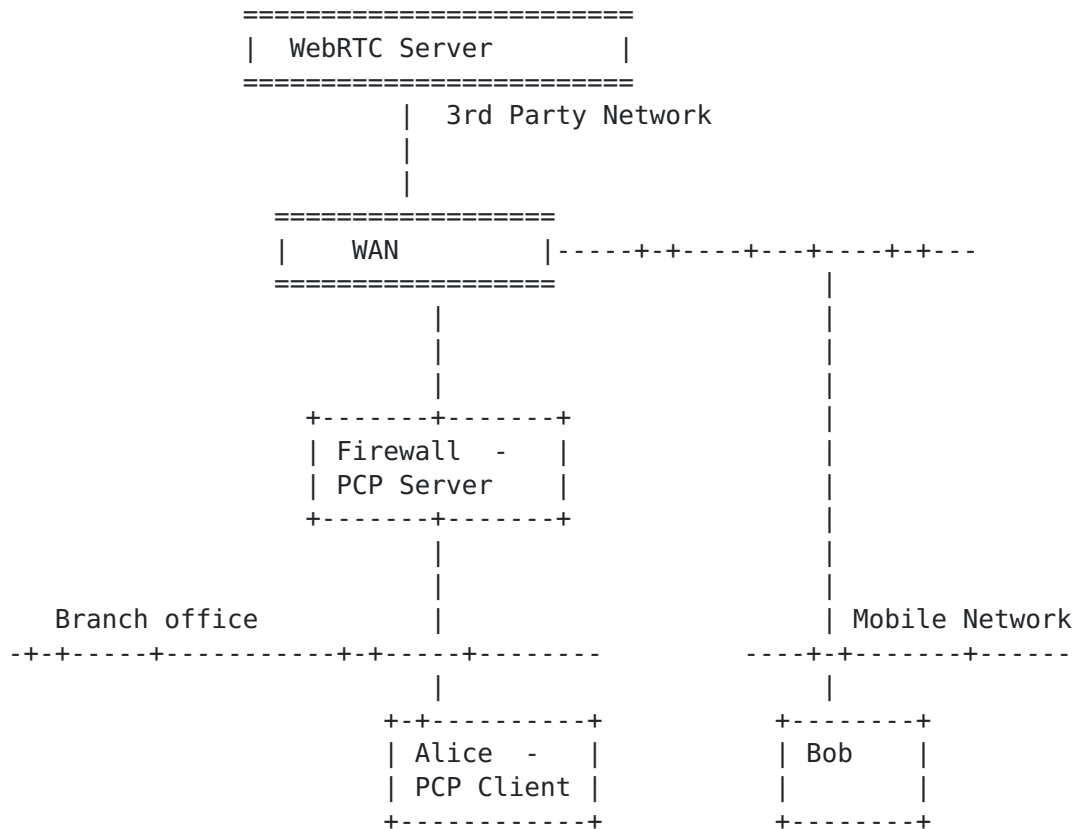 WebRTC Server
3rd Party Network
WAN
Firewall -
PCP Server
Branch office
Mobile Network
Alice -
PCP Client
Bob